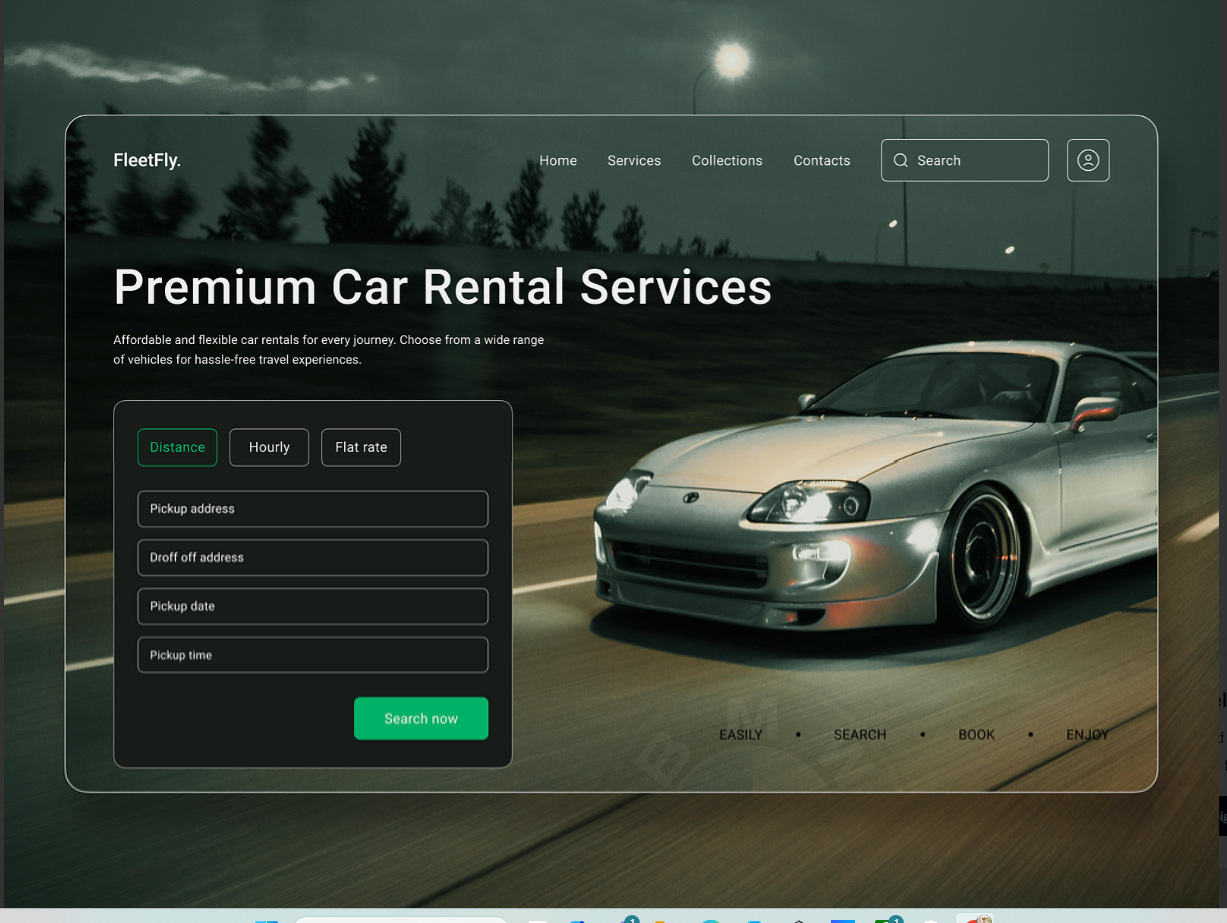 FleetFly.
Home
Services
Collections
Contacts
Search
Premium Car Rental Services
Affordable and flexible car rentals for every journey. Choose from a wide range
of vehicles for hassle-free travel experiences.
Distance
Hourly
Flat rate
Pickup address
Droff off address
Pickup date
Pickup time
Search now
EASILY • SEARCH • BOOK • ENJOY
B M W
1
1